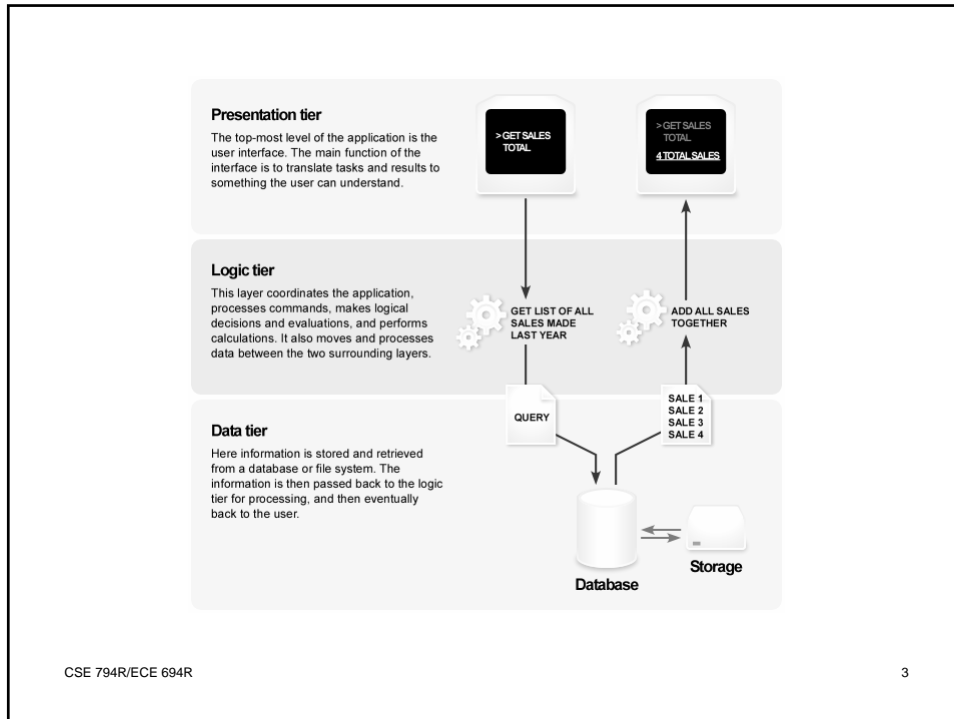 Presentation tier
The top-most level of the application is the
user interface. The main function of the
interface is to translate tasks and results to
something the user can understand.
> GET SALES
TOTAL
> GET SALES
TOTAL
4 TOTAL SALES
Logic tier
This layer coordinates the application,
processes commands, makes logical
decisions and evaluations, and performs
calculations. It also moves and processes
data between the two surrounding layers.
GET LIST OF ALL
SALES MADE
LAST YEAR
ADD ALL SALES
TOGETHER
Data tier
Here information is stored and retrieved
from a database or file system. The
information is then passed back to the logic
tier for processing, and then eventually
back to the user.
QUERY
SALE 1
SALE 2
SALE 3
SALE 4
Database
Storage
CSE 794R/ECE 694R
3